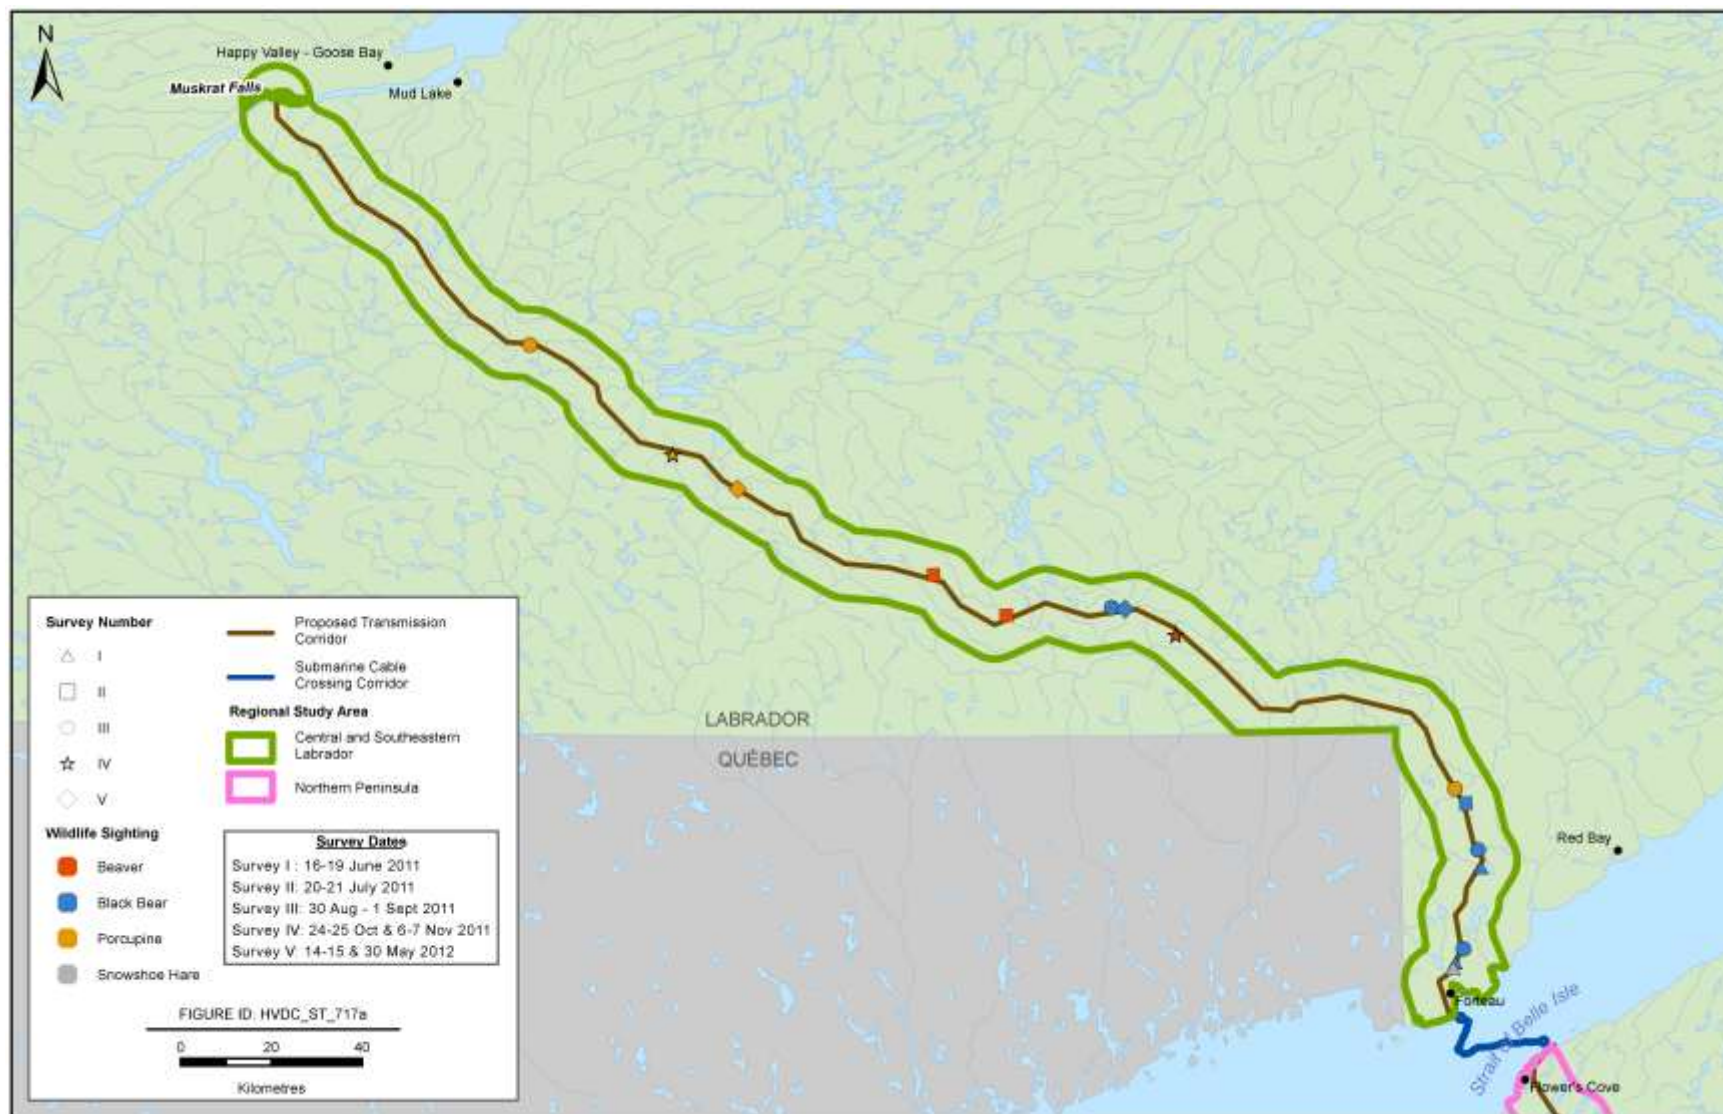 N
Happy Valley - Goose Bay
Muskrat Falls
Mud Lake
LABRADOR
QUÉBEC
Red Bay
Forteau
Strait of Belle Isle
Flower's Cove
Survey Number
I
II
III
IV
V
Wildlife Sighting
Beaver
Black Bear
Porcupine
Snowshoe Hare
Proposed Transmission
Corridor
Submarine Cable
Crossing Corridor
Regional Study Area
Central and Southeastern
Labrador
Northern Peninsula
Survey Dates
Survey I : 16-19 June 2011
Survey II: 20-21 July 2011
Survey III: 30 Aug - 1 Sept 2011
Survey IV: 24-25 Oct & 6-7 Nov 2011
Survey V: 14-15 & 30 May 2012
FIGURE ID: HVDC_ST_717a
0 20 40
Kilometres